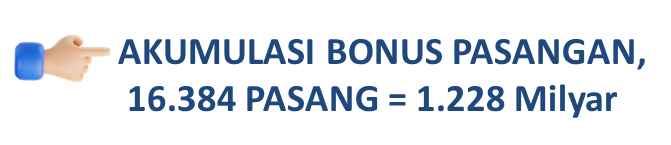 AKUMULASI BONUS PASANGAN,
16.384 PASANG = 1.228 Milyar